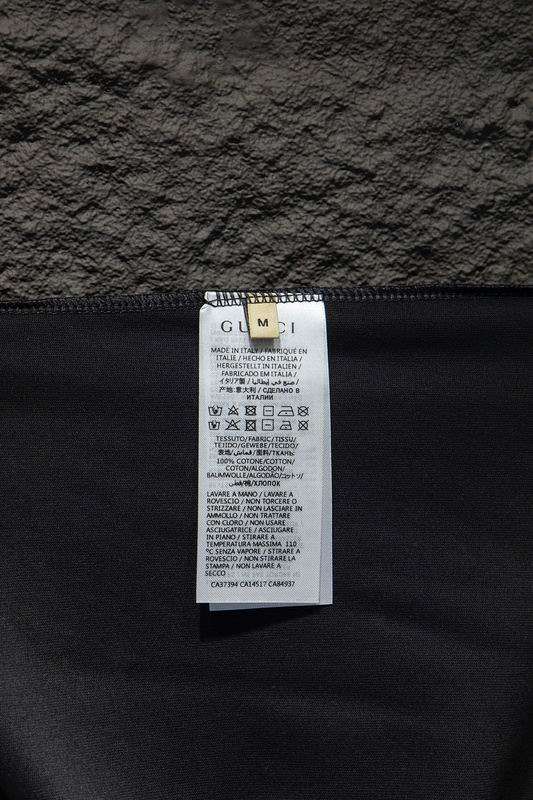 GUCCI
M
MADE IN ITALY / FABRIQUÉ EN
ITALIE / HECHO EN ITALIA /
HERGESTELLT IN ITALIEN /
FABRICADO EM ITALIA /
イタリア製 / صنع في إيطاليا /
产地:意大利 / СДЕЛАНО В
ИТАЛИИ
TESSUTO/FABRIC/TISSU/
TEJIDO/GEWEBE/TECIDO/
表地/قماش/面料/ТКАНЬ:
100% COTONE/COTTON/
COTON/ALGODON/
BAUMWOLLE/ALGODÃO/コットン/
قطن/棉/ХЛОПОК
LAVARE A MANO / LAVARE A
ROVESCIO / NON TORCERE O
STRIZZARE / NON LASCIARE IN
AMMOLLO / NON TRATTARE
CON CLORO / NON USARE
ASCIUGATRICE / ASCIUGARE
IN PIANO / STIRARE A
TEMPERATURA MASSIMA 110
°C SENZA VAPORE / STIRARE A
ROVESCIO / NON STIRARE LA
STAMPA / NON LAVARE A
SECCO
CA37394 CA14517 CA84937